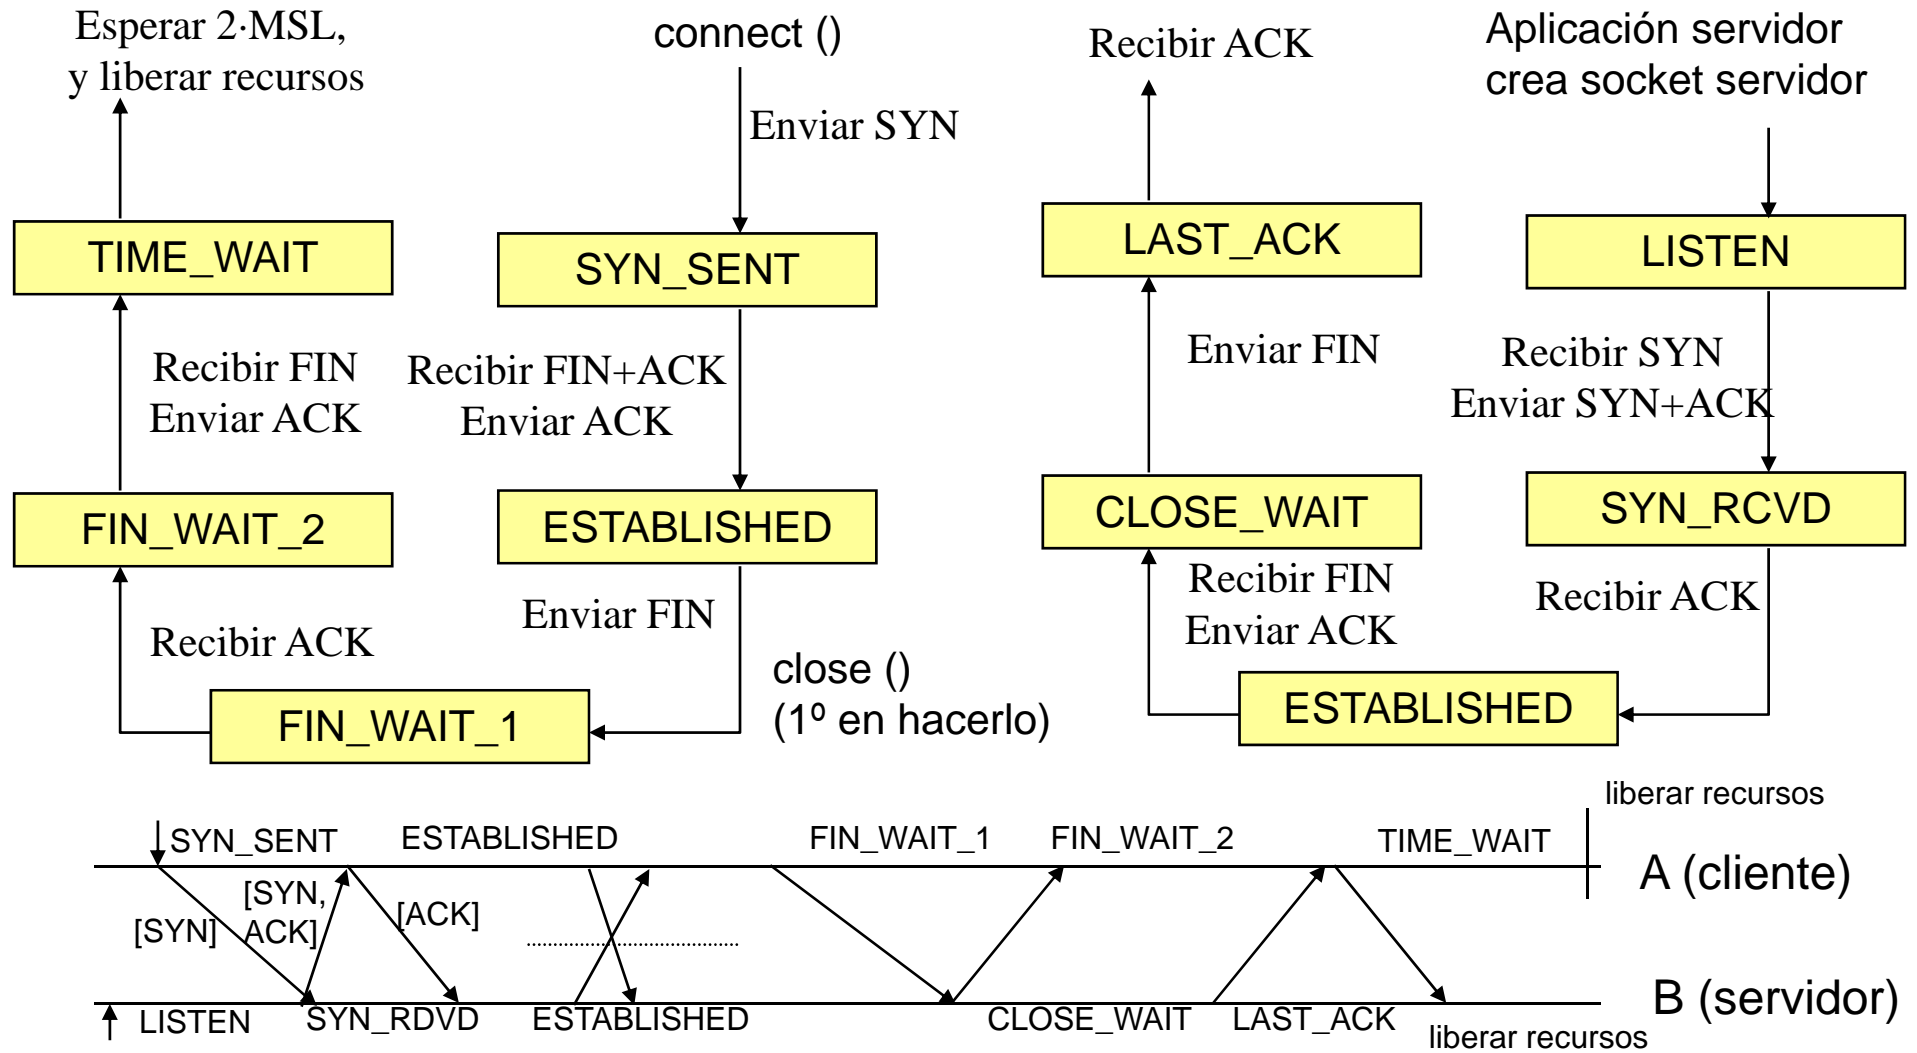 Esperar 2·MSL,
y liberar recursos
TIME_WAIT
Recibir FIN
Enviar ACK
FIN_WAIT_2
Recibir ACK
FIN_WAIT_1
connect ()
Enviar SYN
SYN_SENT
Recibir FIN+ACK
Enviar ACK
ESTABLISHED
Enviar FIN
close ()
(1º en hacerlo)
Recibir ACK
LAST_ACK
Enviar FIN
CLOSE_WAIT
Recibir FIN
Enviar ACK
ESTABLISHED
Aplicación servidor
crea socket servidor
LISTEN
Recibir SYN
Enviar SYN+ACK
SYN_RCVD
Recibir ACK
liberar recursos
SYN_SENT
ESTABLISHED
FIN_WAIT_1
FIN_WAIT_2
TIME_WAIT
A (cliente)
[SYN]
[SYN,
ACK]
[ACK]
B (servidor)
LISTEN
SYN_RDVD
ESTABLISHED
CLOSE_WAIT
LAST_ACK
liberar recursos